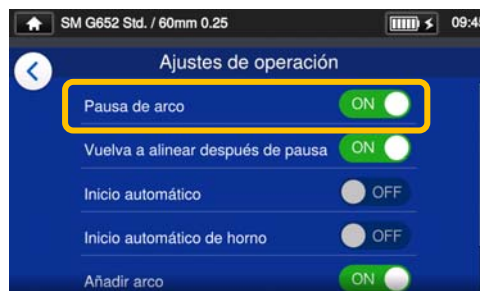 SM G652 Std. / 60mm 0.25 09:45
Ajustes de operación
Pausa de arco ON
Vuelva a alinear después de pausa ON
Inicio automático OFF
Inicio automático de horno OFF
Añadir arco ON